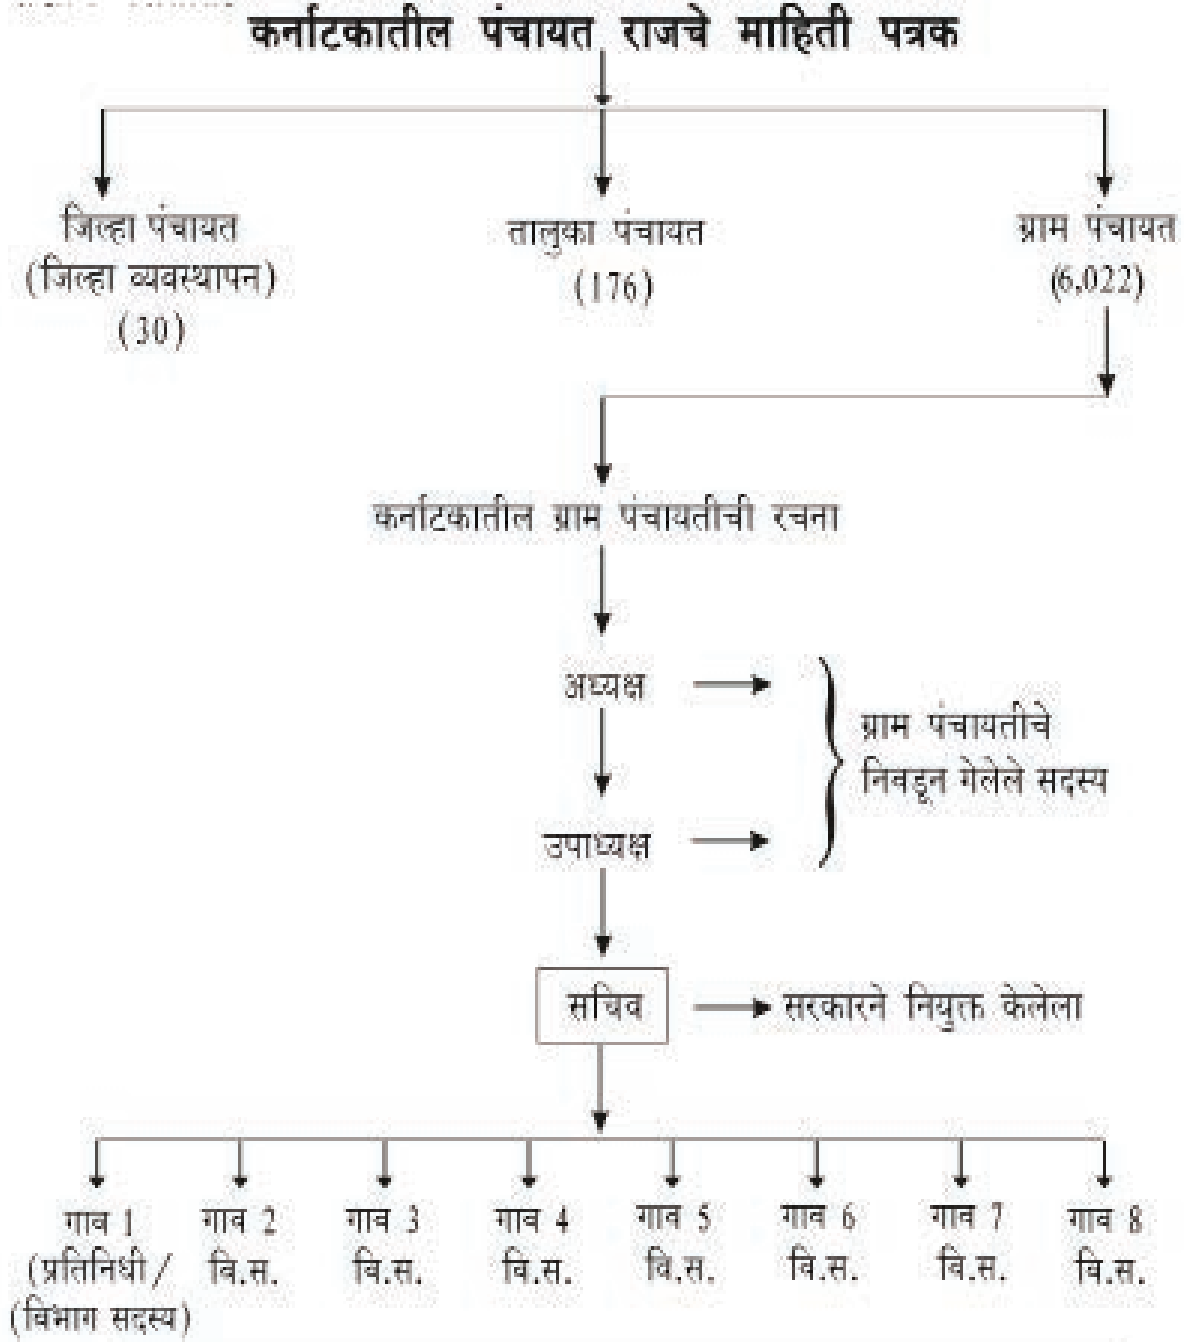 कर्नाटकातील पंचायत राजचे माहिती पत्रक
जिल्हा पंचायत
(जिल्हा व्यवस्थापन)
(30)
तालुका पंचायत
(176)
ग्राम पंचायत
(6,022)
कर्नाटकातील ग्राम पंचायतीची रचना
अध्यक्ष
उपाध्यक्ष
ग्राम पंचायतीचे
निवडून गेलेले सदस्य
सचिव
सरकारने नियुक्त केलेला
गाव 1
(प्रतिनिधी/
(विभाग सदस्य)
गाव 2
वि.स.
गाव 3
वि.स.
गाव 4
वि.स.
गाव 5
वि.स.
गाव 6
वि.स.
गाव 7
वि.स.
गाव 8
वि.स.